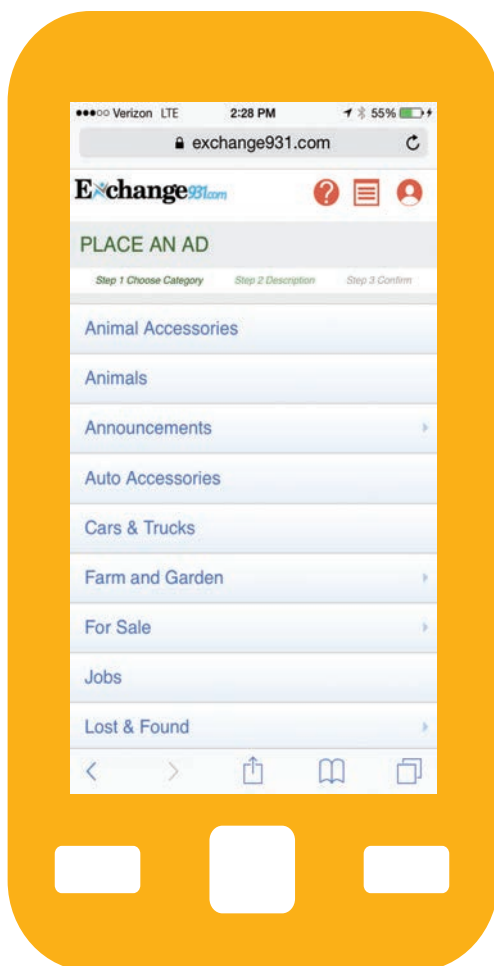 Verizon LTE 2:28 PM 55%
exchange931.com
Exchange931.com
PLACE AN AD
Step 1 Choose Category Step 2 Description Step 3 Confirm
Animal Accessories
Animals
Announcements
Auto Accessories
Cars & Trucks
Farm and Garden
For Sale
Jobs
Lost & Found